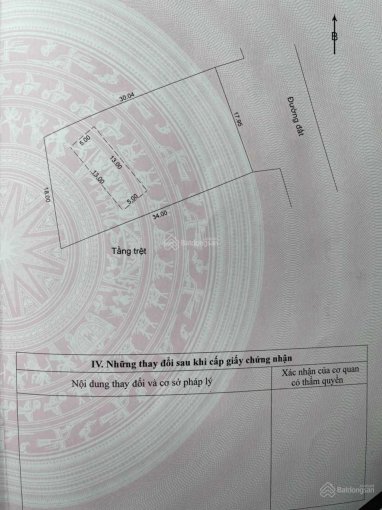 B
30.04
17.95
Đường đất
5.00
13.00
13.00
5.00
18.00
34.00
Tầng trệt
Batdongsan
IV. Những thay đổi sau khi cấp giấy chứng nhận
Nội dung thay đổi và cơ sở pháp lý
Xác nhận của cơ quan
có thẩm quyền
Batdongsan